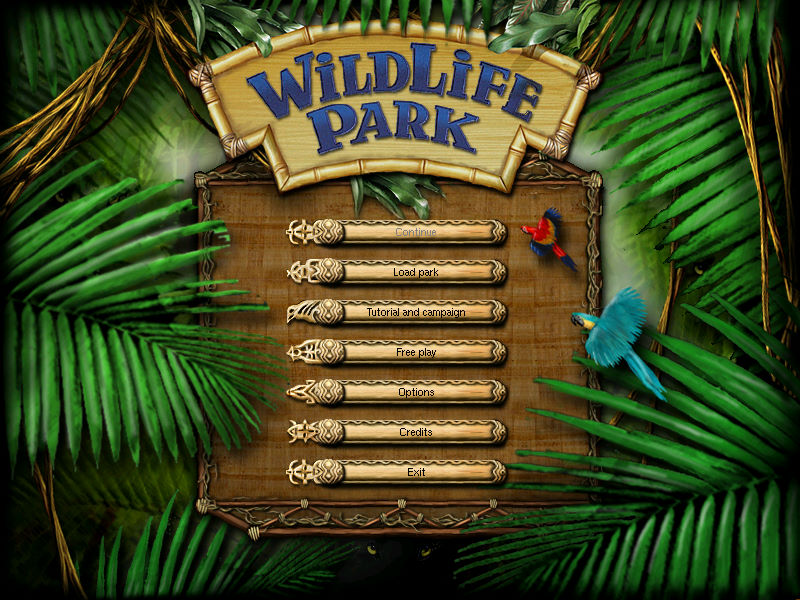 WILDLIFE
PARK
Continue
Load park
Tutorial and campaign
Free play
Options
Credits
Exit